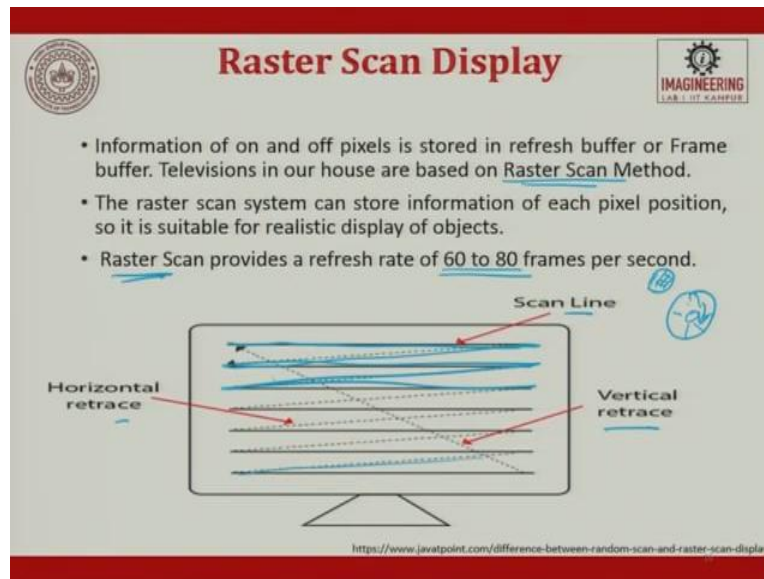 Raster Scan Display
IMAGINEERING
LAB | IIT KANPUR
• Information of on and off pixels is stored in refresh buffer or Frame
buffer. Televisions in our house are based on Raster Scan Method.
• The raster scan system can store information of each pixel position,
so it is suitable for realistic display of objects.
• Raster Scan provides a refresh rate of 60 to 80 frames per second.
Scan Line
Horizontal
retrace
Vertical
retrace
https://www.javatpoint.com/difference-between-random-scan-and-raster-scan-displa